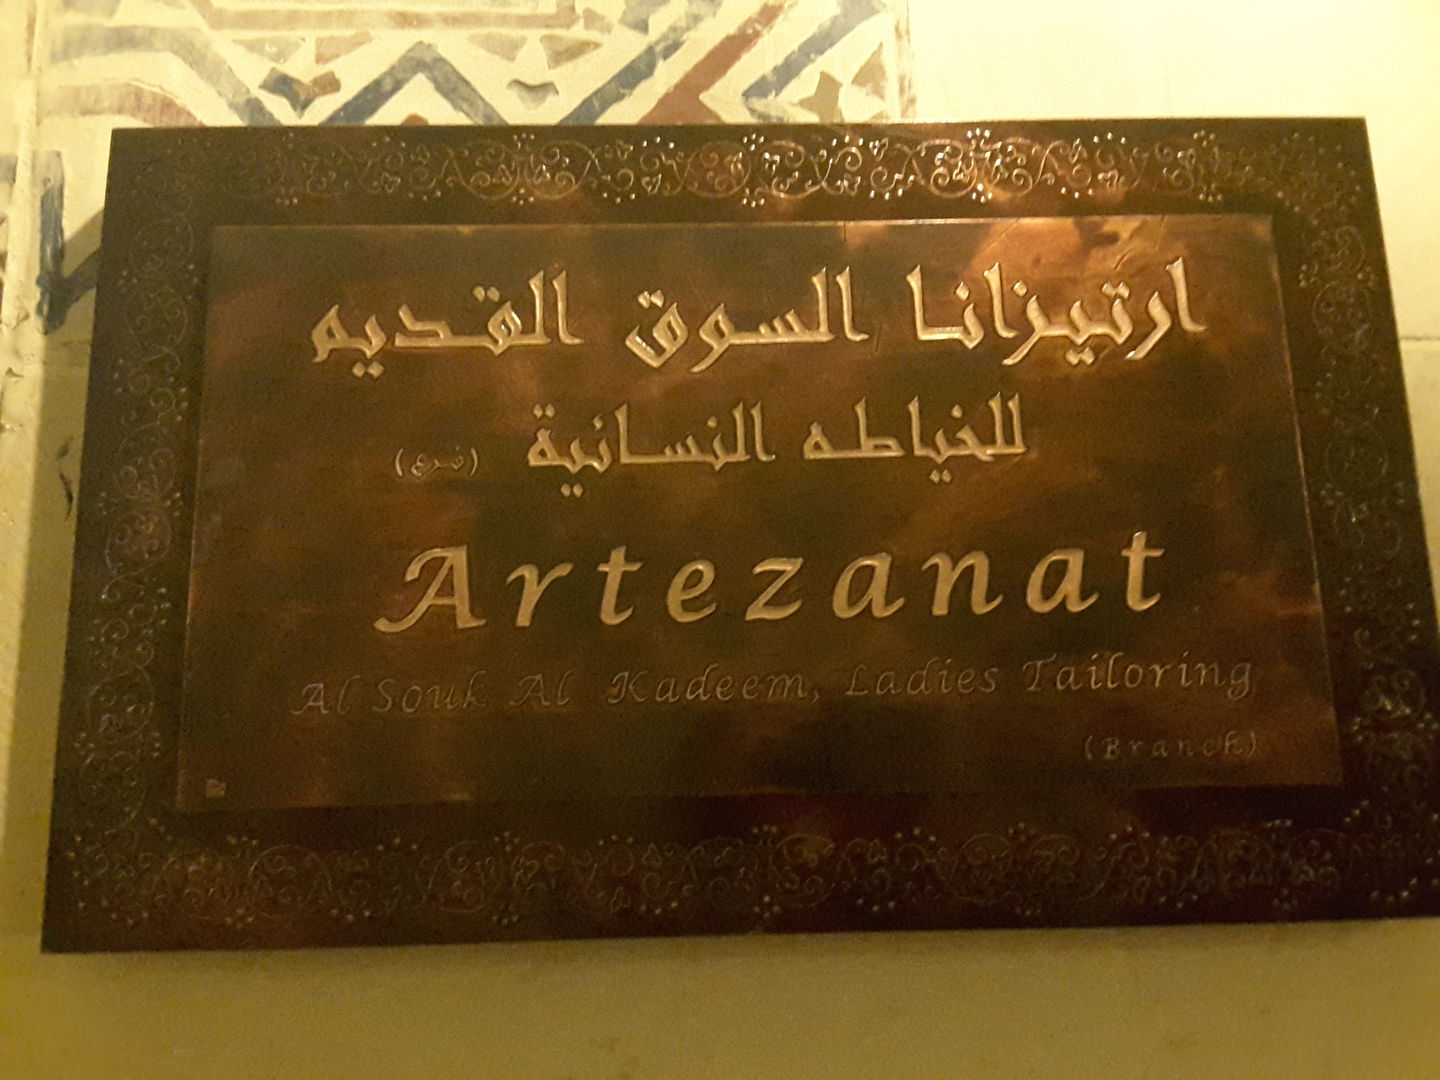 ارتيزانا السوق القديم
للخياطه النسائية (فرع)
Artezanat
Al Souk Al Kadeem, Ladies Tailoring
(Branch)